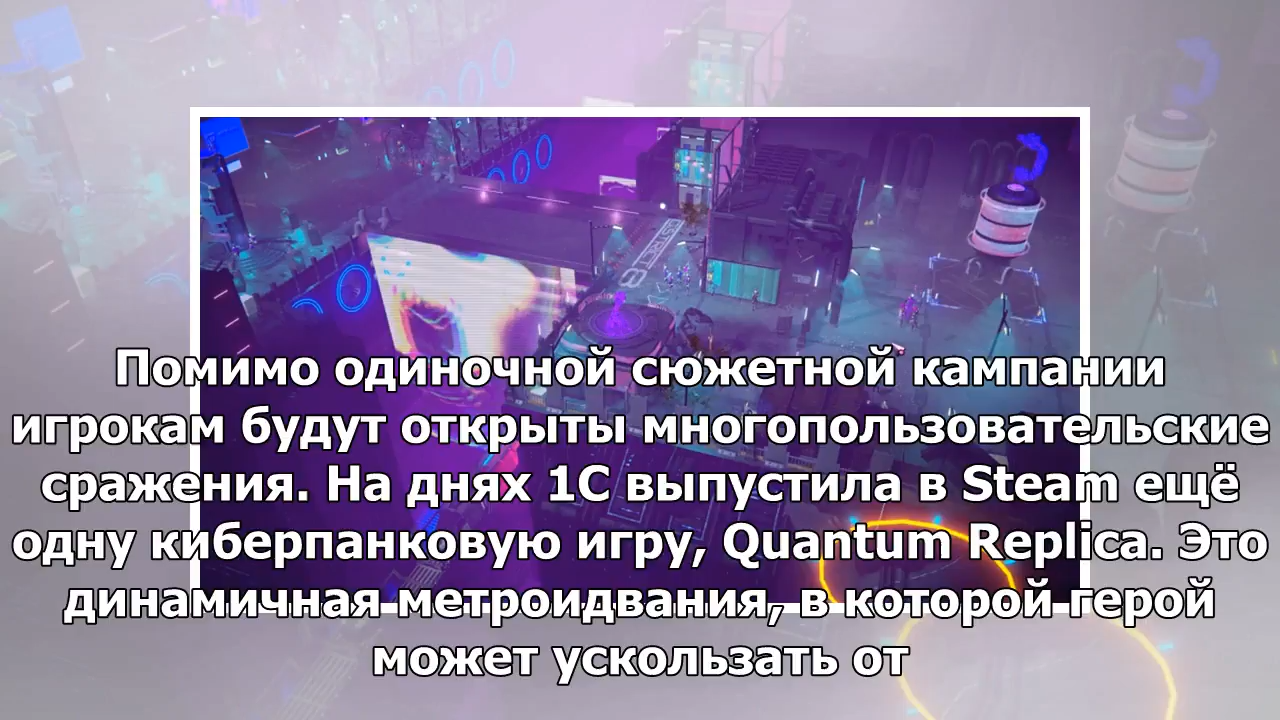 Помимо одиночной сюжетной кампании
игрокам будут открыты многопользовательские
сражения. На днях 1С выпустила в Steam ещё
одну киберпанковую игру, Quantum Replica. Это
динамичная метроидвания, в которой герой
может ускользать от